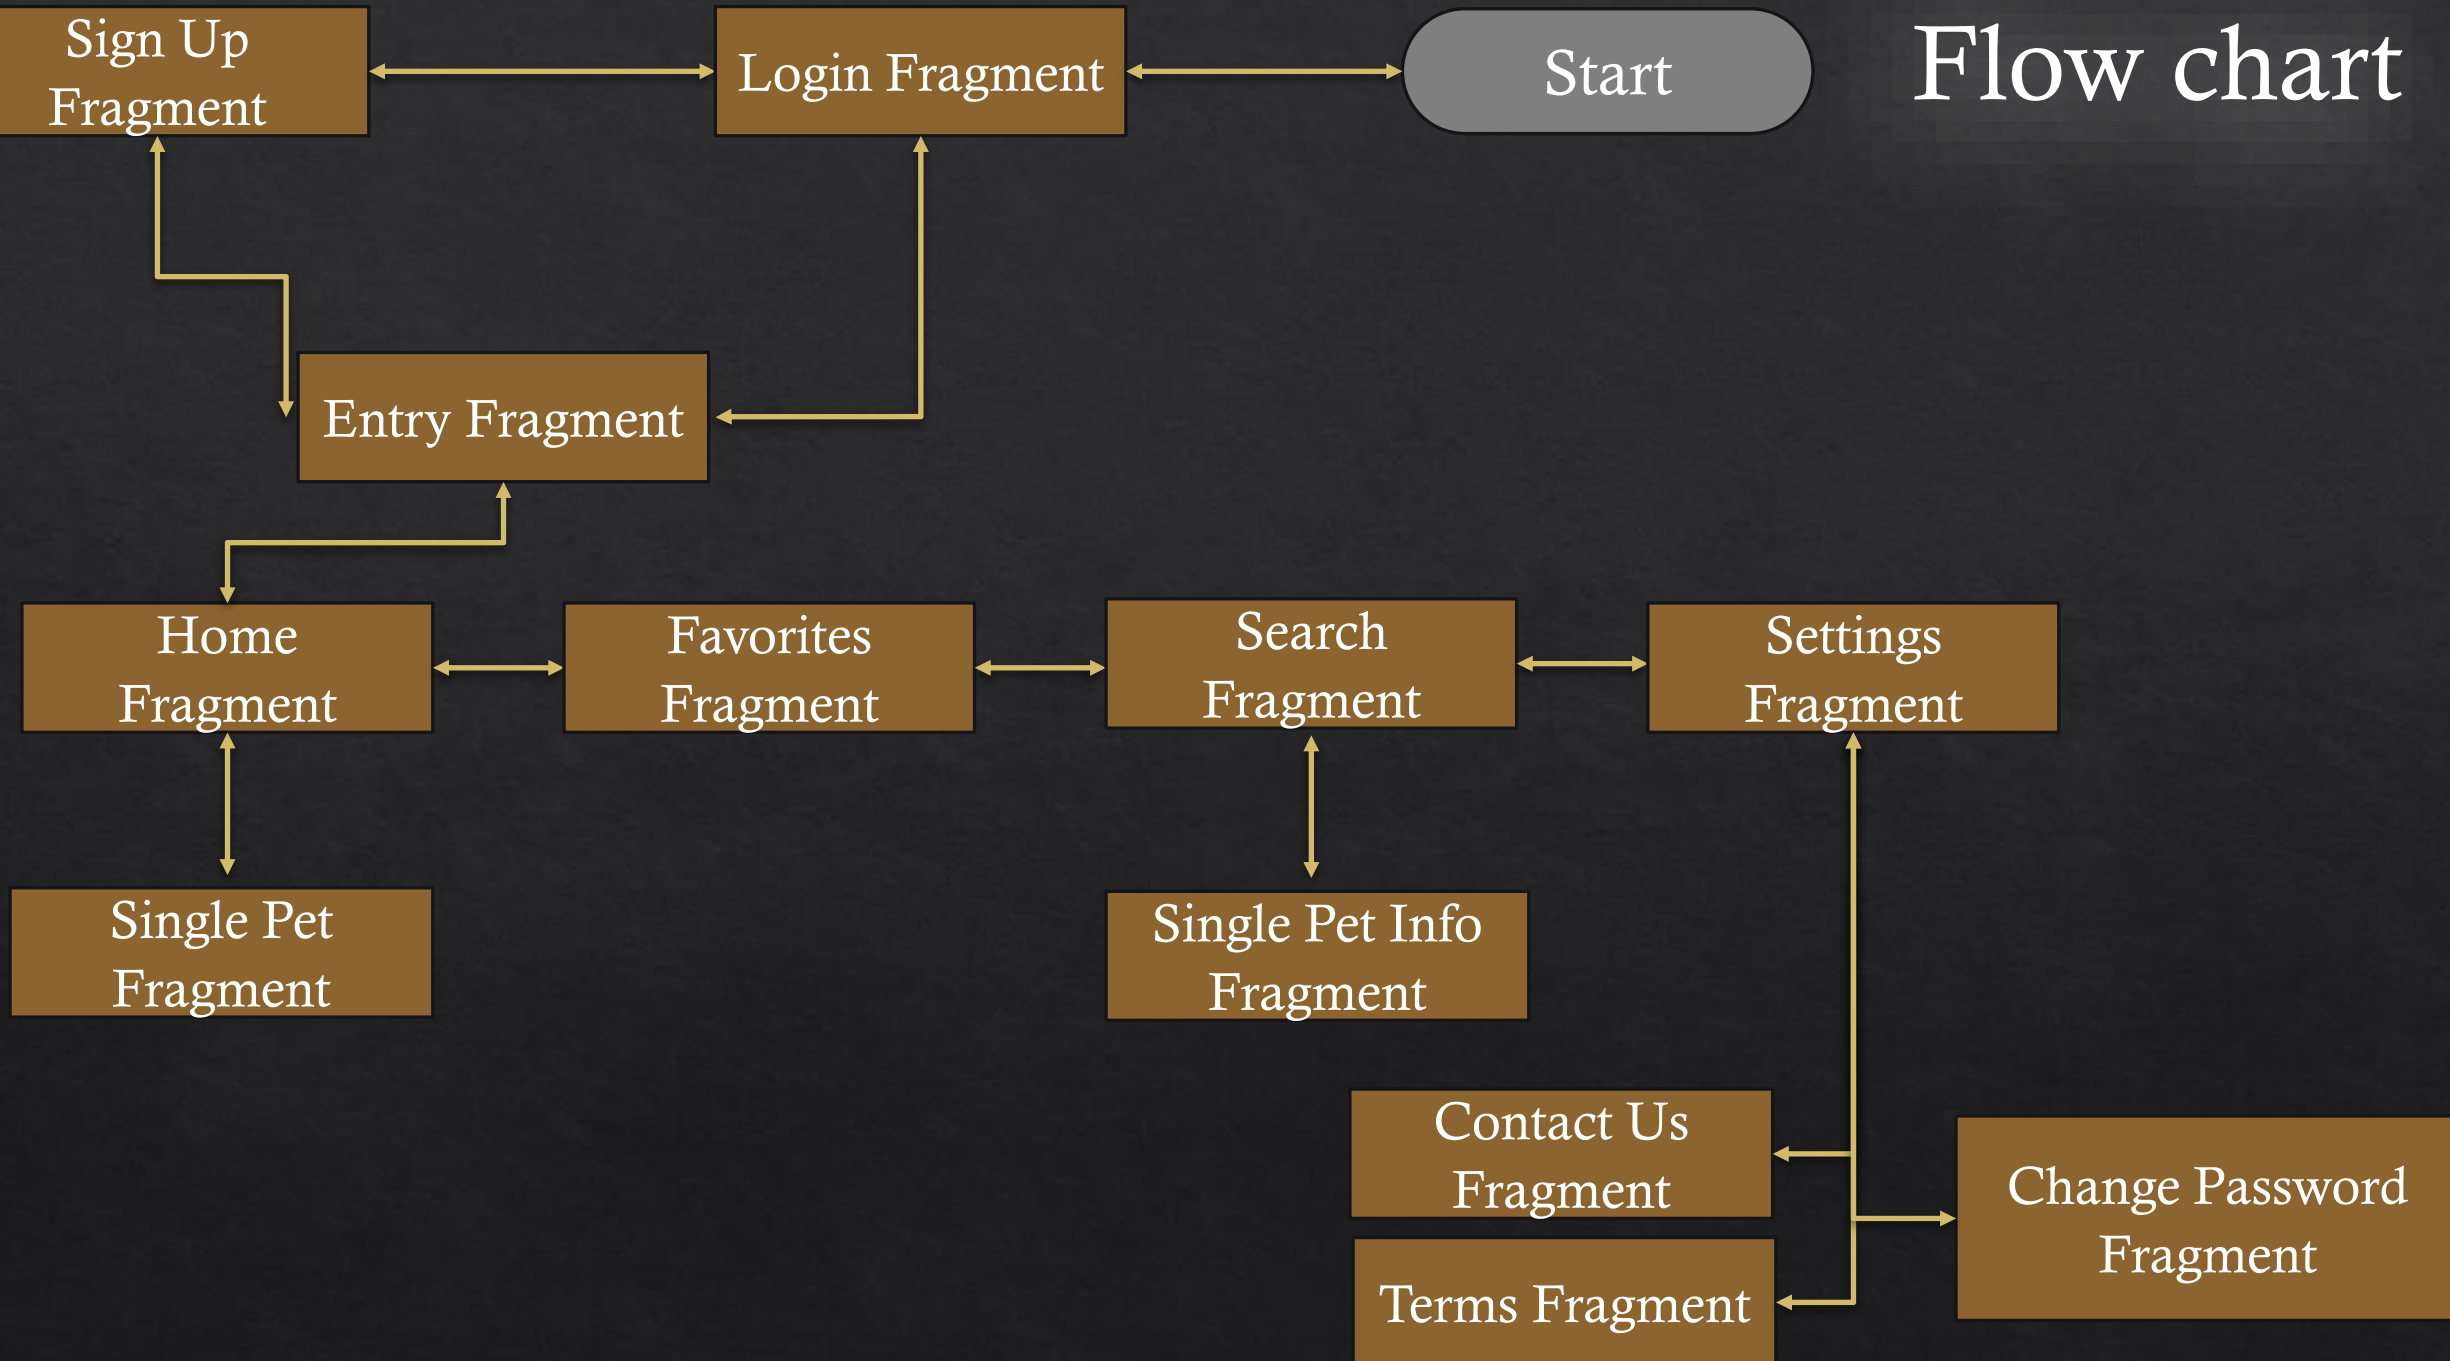 Sign Up
Fragment
Login Fragment
Start
Flow chart
Entry Fragment
Home
Fragment
Favorites
Fragment
Search
Fragment
Settings
Fragment
Single Pet
Fragment
Single Pet Info
Fragment
Contact Us
Fragment
Change Password
Fragment
Terms Fragment